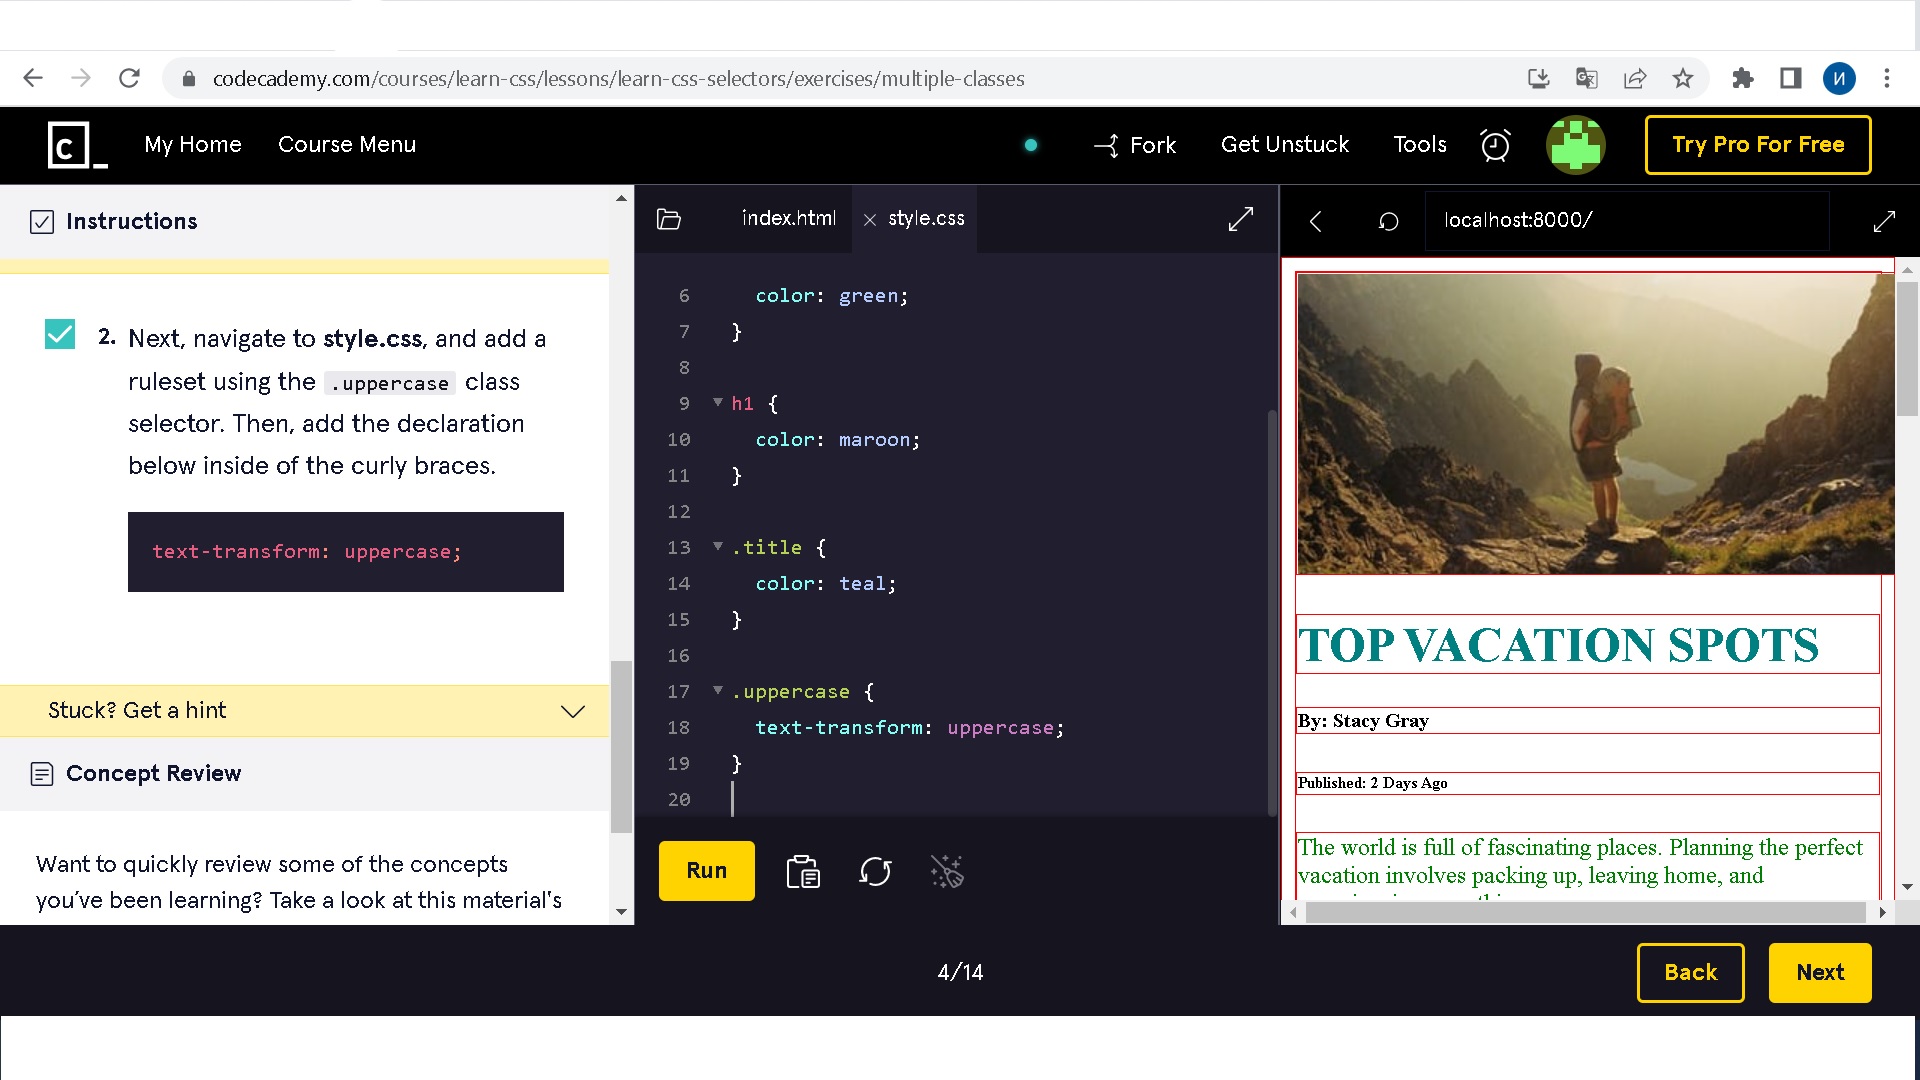 codecademy.com/courses/learn-css/lessons/learn-css-selectors/exercises/multiple-classes
И
c_
My Home
Course Menu
Fork
Get Unstuck
Tools
Try Pro For Free
Instructions
2. Next, navigate to style.css, and add a
ruleset using the .uppercase class
selector. Then, add the declaration
below inside of the curly braces.
text-transform: uppercase;
Stuck? Get a hint
Concept Review
Want to quickly review some of the concepts
you’ve been learning? Take a look at this material's
index.html
style.css
6 color: green;
7 }
8
9 h1 {
10 color: maroon;
11 }
12
13 .title {
14 color: teal;
15 }
16
17 .uppercase {
18 text-transform: uppercase;
19 }
20
Run
localhost:8000/
TOP VACATION SPOTS
By: Stacy Gray
Published: 2 Days Ago
The world is full of fascinating places. Planning the perfect
vacation involves packing up, leaving home, and
4/14
Back
Next